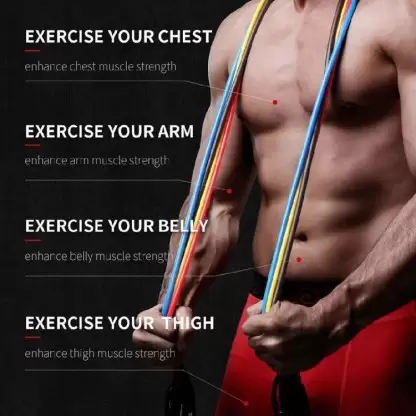 EXERCISE YOUR CHEST
enhance chest muscle strength
EXERCISE YOUR ARM
enhance arm muscle strength
EXERCISE YOUR BELLY
enhance belly muscle strength
EXERCISE YOUR THIGH
enhance thigh muscle strength